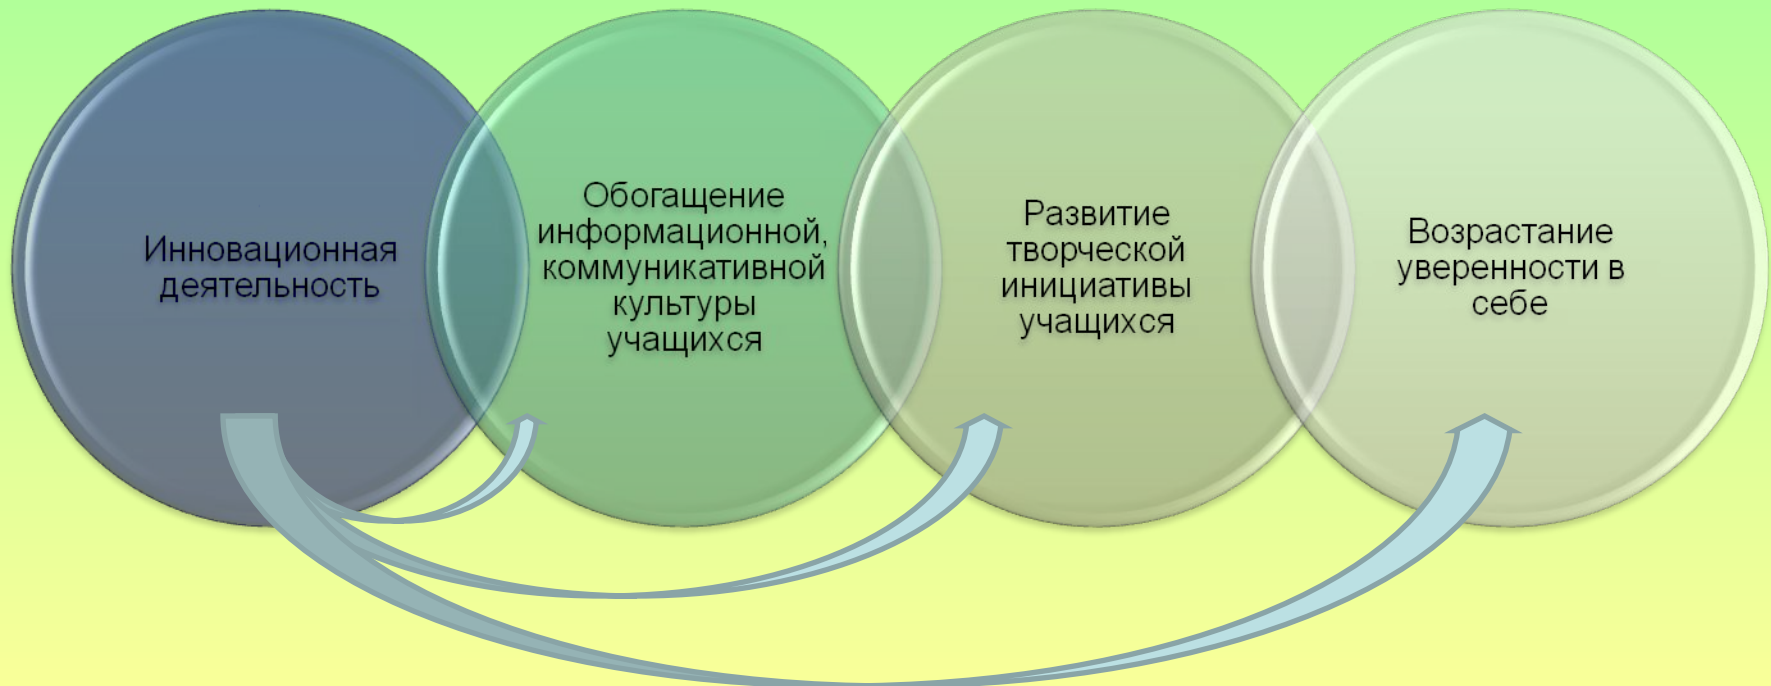 Инновационная
деятельность
Обогащение
информационной,
коммуникативной
культуры
учащихся
Развитие
творческой
инициативы
учащихся
Возрастание
уверенности в
себе